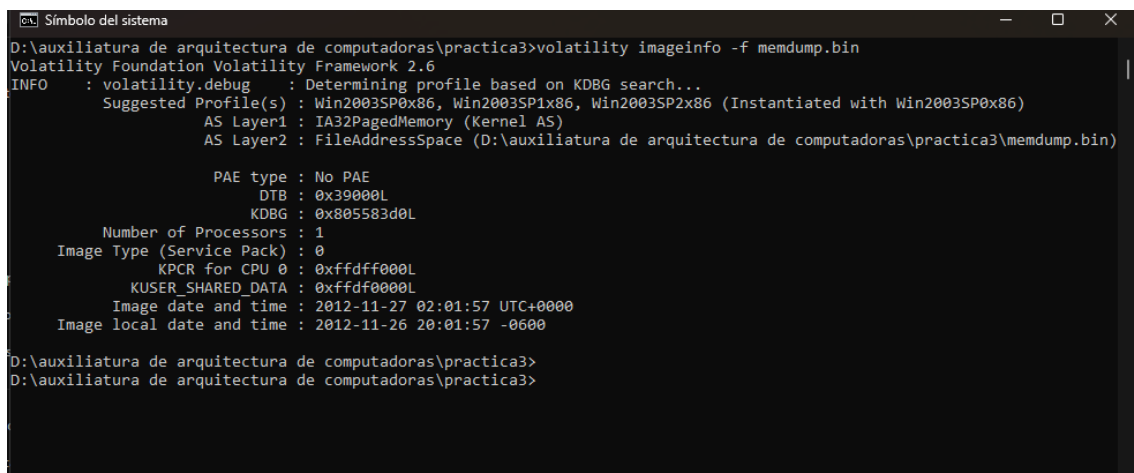 Símbolo del sistema
D:\auxiliatura de arquitectura de computadoras\practica3>volatility imageinfo -f memdump.bin
Volatility Foundation Volatility Framework 2.6
INFO    : volatility.debug    : Determining profile based on KDBG search...
Suggested Profile(s) : Win2003SP0x86, Win2003SP1x86, Win2003SP2x86 (Instantiated with Win2003SP0x86)
AS Layer1 : IA32PagedMemory (Kernel AS)
AS Layer2 : FileAddressSpace (D:\auxiliatura de arquitectura de computadoras\practica3\memdump.bin)
PAE type : No PAE
DTB : 0x39000L
KDBG : 0x805583d0L
Number of Processors : 1
Image Type (Service Pack) : 0
KPCR for CPU 0 : 0xffdff000L
KUSER_SHARED_DATA : 0xffdf0000L
Image date and time : 2012-11-27 02:01:57 UTC+0000
Image local date and time : 2012-11-26 20:01:57 -0600
D:\auxiliatura de arquitectura de computadoras\practica3>
D:\auxiliatura de arquitectura de computadoras\practica3>